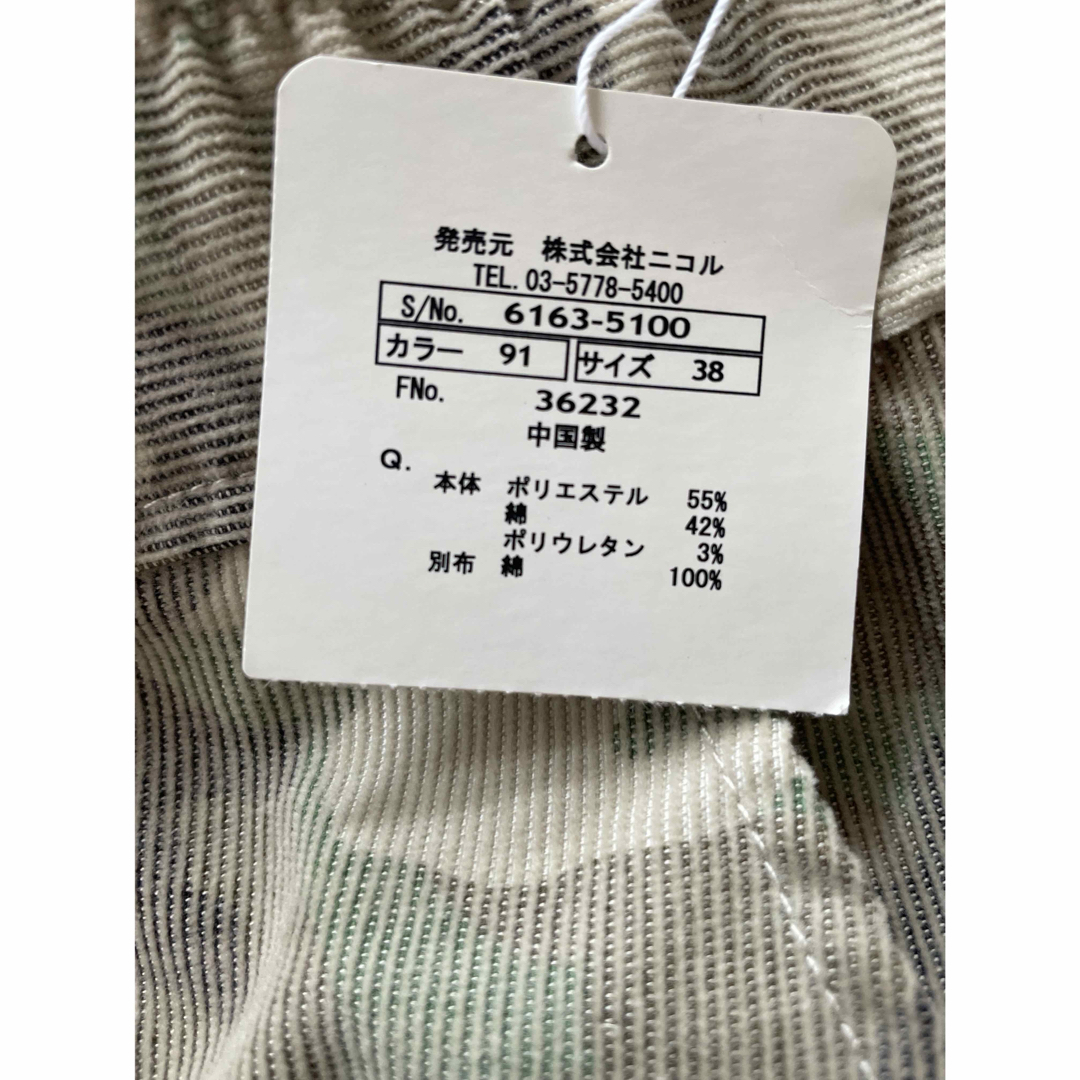 発売元 株式会社ニコル
TEL. 03-5778-5400
S/No. 6163-5100
カラー 91 サイズ 38
FNo. 36232
中国製
Q.
本体 ポリエステル 55%
綿 42%
ポリウレタン 3%
別布 綿 100%